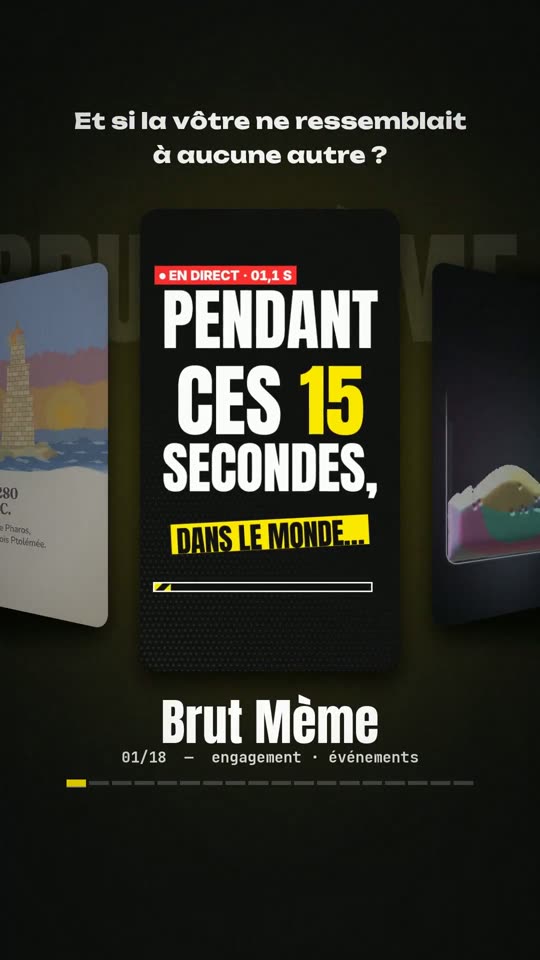 Et si la vôtre ne ressemblait
à aucune autre ?
● EN DIRECT · 01,1 S
PENDANT
CES 15
SECONDES,
DANS LE MONDE...
280
C.
e Pharos,
ois Ptolémée.
Brut Mème
01/18 — engagement · événements